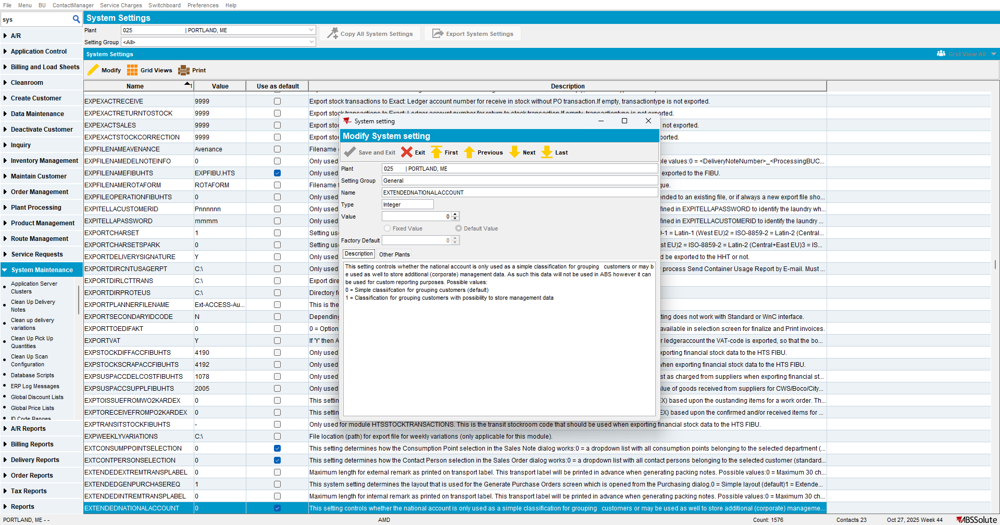 File Menu BU ContactManager Service Charges Switchboard Preferences Help
sys
System Settings
Plant 025 | PORTLAND, ME
Setting Group <All>
Copy All System Settings Export System Settings
System Settings Grid View All
Modify Grid Views Print
Name 1 Value Use as default Description
EXPEXACTRECEIVE 9999 Export stock transactions to Exact: Ledger account number for receive in stock without PO transaction.If empty, transactiontype is not exported.
EXPEXACTRETURNTOSTOCK 9999 Export stock transactions to Exact: Ledger account number for return to stock transaction.If empty, transactiontype is not exported.
EXPEXACTSALES 9999 Export stoc not exported.
EXPEXACTSTOCKCORRECTION 9999 Export stoc ported.
EXPFILENAMEAVENANCE Avenance Filename
EXPFILENAMEDELNOTEINFO 0 Only used le values:0 = <DeliveryNoteNumber>_<ProcessingBUC...
EXPFILENAMEFIBUHTS EXPFIBU.HTS Only used exported to the FIBU.
EXPFILENAMEROTAFORM ROTAFORM Filename que.
EXPFILEOPERATIONFIBUHTS 0 Only used ended to an existing file, or if always a new export file sho...
EXPITELLACUSTOMERID Pnnnnnn Only used fined in EXPITELLAPASSWORD to identify the laundry wh...
EXPITELLAPASSWORD mmmm Only used fined in EXPITELLACUSTOMERID to identify the laundry ...
EXPORTCHARSET 1 Setting use -1 = Latin-1 (West EU)2 = ISO-8859-2 = Latin-2 (Central...
EXPORTCHARSETSPARK 0 Setting use st EU)2 = ISO-8859-2 = Latin-2 (Central+East EU)3 = IS...
EXPORTDELIVERYSIGNATURE Y Only used d be exported to the HHT or not.
EXPORTDIRCNTUSAGERPT C:\ Only used process Send Container Usage Report by E-mail. Must ...
EXPORTDIRLCTTRANS C:\ Export dire
EXPORTDIRPROTEUS C:\ Directory fo
EXPORTPLANNERFILENAME Ext-ACCESS-Au... This is the
EXPORTSECONDARYIDCODE N Depending ting does not work with Standard or WnC interface.
EXPORTTOEDIFAKT 0 0 = Option available in selection screen for finalize and Print invoices.
EXPORTVAT Y If 'Y' then A r ledgeraccount the VAT-code is exported, so that the bo...
EXPSTOCKDIFFACCFIBUHTS 4190 Only used xporting financial stock data to the HTS FIBU.
EXPSTOCKSCRAPACCFIBUHTS 4192 Only used when exporting financial stock data to the HTS FIBU.
EXPSUSPACCDELCOSTFIBUHTS 1078 Only used st as charged from suppliers when exporting financial st...
EXPSUSPACCSUPPLFIBUHTS 2005 Only used lue of goods received from suppliers for CWS/Boco/City...
EXPTOISSUEFROMWO2KARDEX 0 This settin EX) based upon the oustanding items for a work order. Th...
EXPTORECEIVEFROMPO2KARDEX 0 This settin EX) based upon the confirmed and/or received items for ...
EXPTRANSITSTOCKFIBUHTS - Only used for module HTSSTOCKTRANSACTIONS. This is the transit stockroom code that should be used when exporting financial stock data to the HTS FIBU.
EXPWEEKLYVARIATIONS C:\ File location (path) for export file for weekly variations (only applicable for this module).
EXTCONSUMPPOINTSELECTION 0 This setting determines how the Consumption Point selection in the Sales Note dialog works:0 = a dropdown list with all consumption points belonging to the selected department (...
EXTCONTPERSONSELECTION 0 This setting determines how the Contact Person selection in the Sales Order dialog works:0 = a dropdown list with all contact persons belonging to the selected customer (standard...
EXTENDEDEXTREMTRANSPLABEL 0 Maximum length for external remark as printed on transport label. This transport label will be printed in advance when generating packing notes. Possible values:0 = Maximum 30 ch...
EXTENDEDGENPURCHASEREQ 1 This system setting determines the layout that is used for the Generate Purchase Orders screen which is opened from the Purchasing dialog.0 = Simple layout (default)1 = Extende...
EXTENDEDINTREMTRANSPLABEL 0 Maximum length for internal remark as printed on transport label. This transport label will be printed in advance when generating packing notes. Possible values:0 = Maximum 30 ch...
EXTENDEDNATIONALACCOUNT 0 This setting controls whether the national account is only used as a simple classification for grouping customers or may be used as well to store additional (corporate) manageme...
A/R
Application Control
Billing and Load Sheets
Cleanroom
Create Customer
Data Maintenance
Deactivate Customer
Inquiry
Inventory Management
Maintain Customer
Order Management
Plant Processing
Product Management
Route Management
Service Requests
System Maintenance
Application Server
Clusters
Clean Up Delivery
Notes
Clean up delivery
variations
Clean Up Pick Up
Quantities
Clean Up Scan
Configuration
Database Scripts
ERP Log Messages
Global Discount Lists
Global Price Lists
ID Code Ranges
A/R Reports
Billing Reports
Delivery Reports
Order Reports
Tax Reports
Reports
System setting
Modify System setting
Save and Exit Exit First Previous Next Last
Plant 025 | PORTLAND, ME
Setting Group General
Name EXTENDEDNATIONALACCOUNT
Type Integer
Value 0
Fixed Value Default Value
Factory Default 0
Description Other Plants
This setting controls whether the national account is only used as a simple classification for grouping customers or may b
e used as well to store additional (corporate) management data. As such this data will not be used in ABS however it can
be used for custom reporting purposes. Possible values:
0 = Simple classiifcation for grouping customers (default)
1 = Classification for grouping customers with possibility to store management data
PORTLAND, ME - - AMD Count: 1576 Contacts 23 Oct 27, 2025 Week 44 ABSSolute